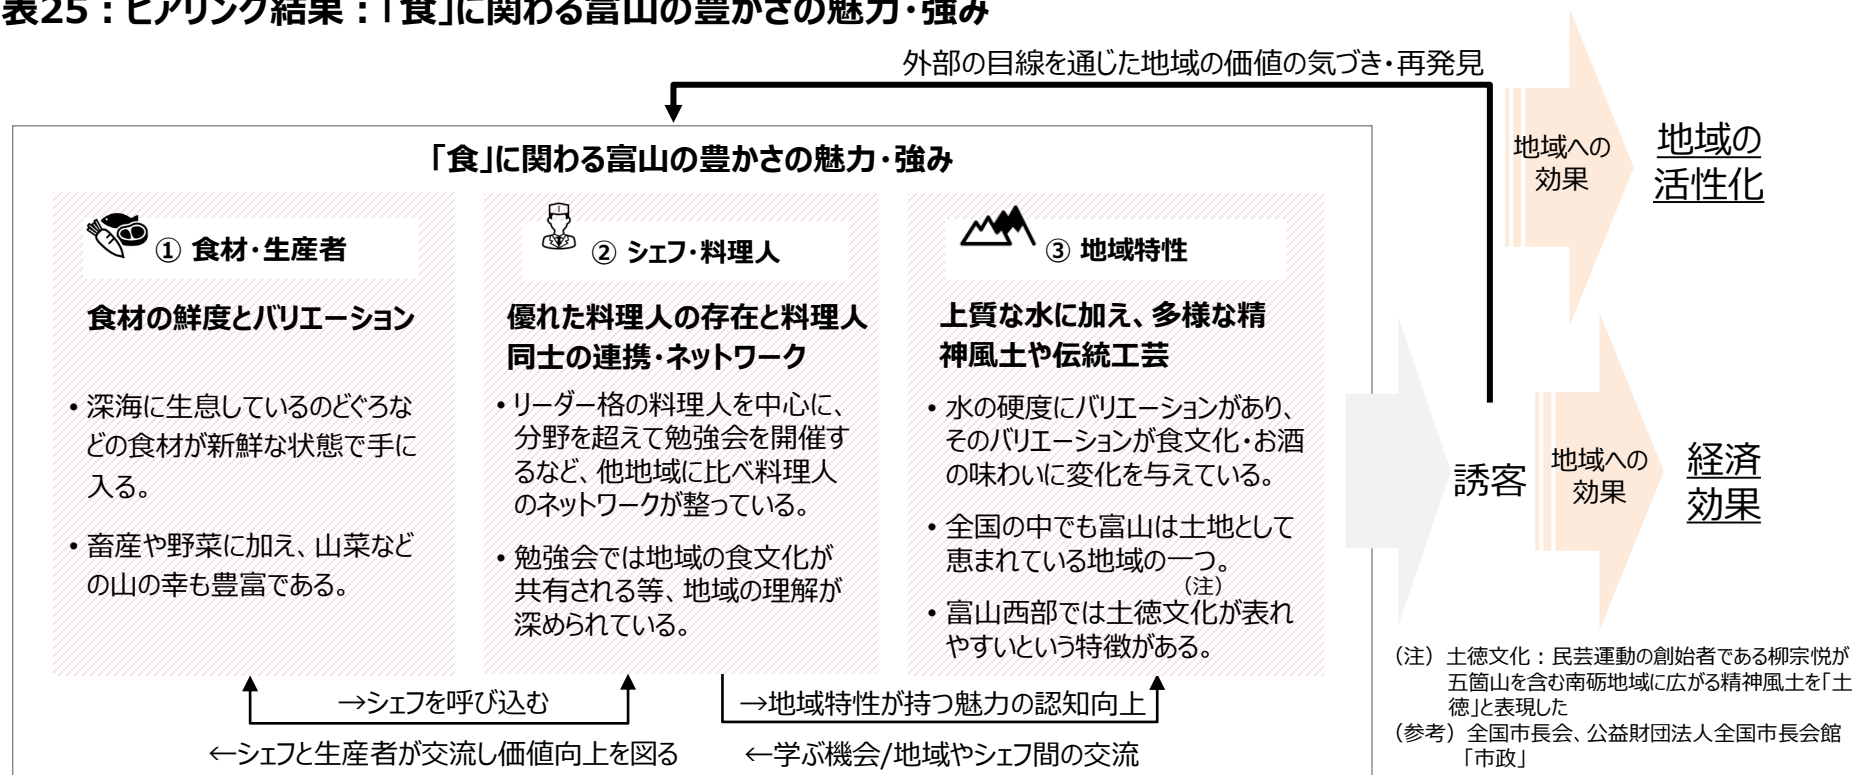 表25：ヒアリング結果：「食」に関わる富山の豊かさの魅力・強み
外部の目線を通じた地域の価値の気づき・再発見
「食」に関わる富山の豊かさの魅力・強み
① 食材・生産者
食材の鮮度とバリエーション
• 深海に生息しているのどぐろな
どの食材が新鮮な状態で手に
入る。
• 畜産や野菜に加え、山菜など
の山の幸も豊富である。
② シェフ・料理人
優れた料理人の存在と料理人
同士の連携・ネットワーク
• リーダー格の料理人を中心に、
分野を超えて勉強会を開催す
るなど、他地域に比べ料理人
のネットワークが整っている。
• 勉強会では地域の食文化が
共有される等、地域の理解が
深められている。
③ 地域特性
上質な水に加え、多様な精
神風土や伝統工芸
• 水の硬度にバリエーションがあり、
そのバリエーションが食文化・お酒
の味わいに変化を与えている。
• 全国の中でも富山は土地として
恵まれている地域の一つ。
（注）
• 富山西部では土徳文化が表れ
やすいという特徴がある。
→シェフを呼び込む
←シェフと生産者が交流し価値向上を図る
→地域特性が持つ魅力の認知向上
←学ぶ機会/地域やシェフ間の交流
誘客
地域への
効果
地域の
活性化
地域への
効果
経済
効果
（注）土徳文化：民芸運動の創始者である柳宗悦が
五箇山を含む南砺地域に広がる精神風土を「土
徳」と表現した
（参考）全国市長会、公益財団法人全国市長会館
「市政」